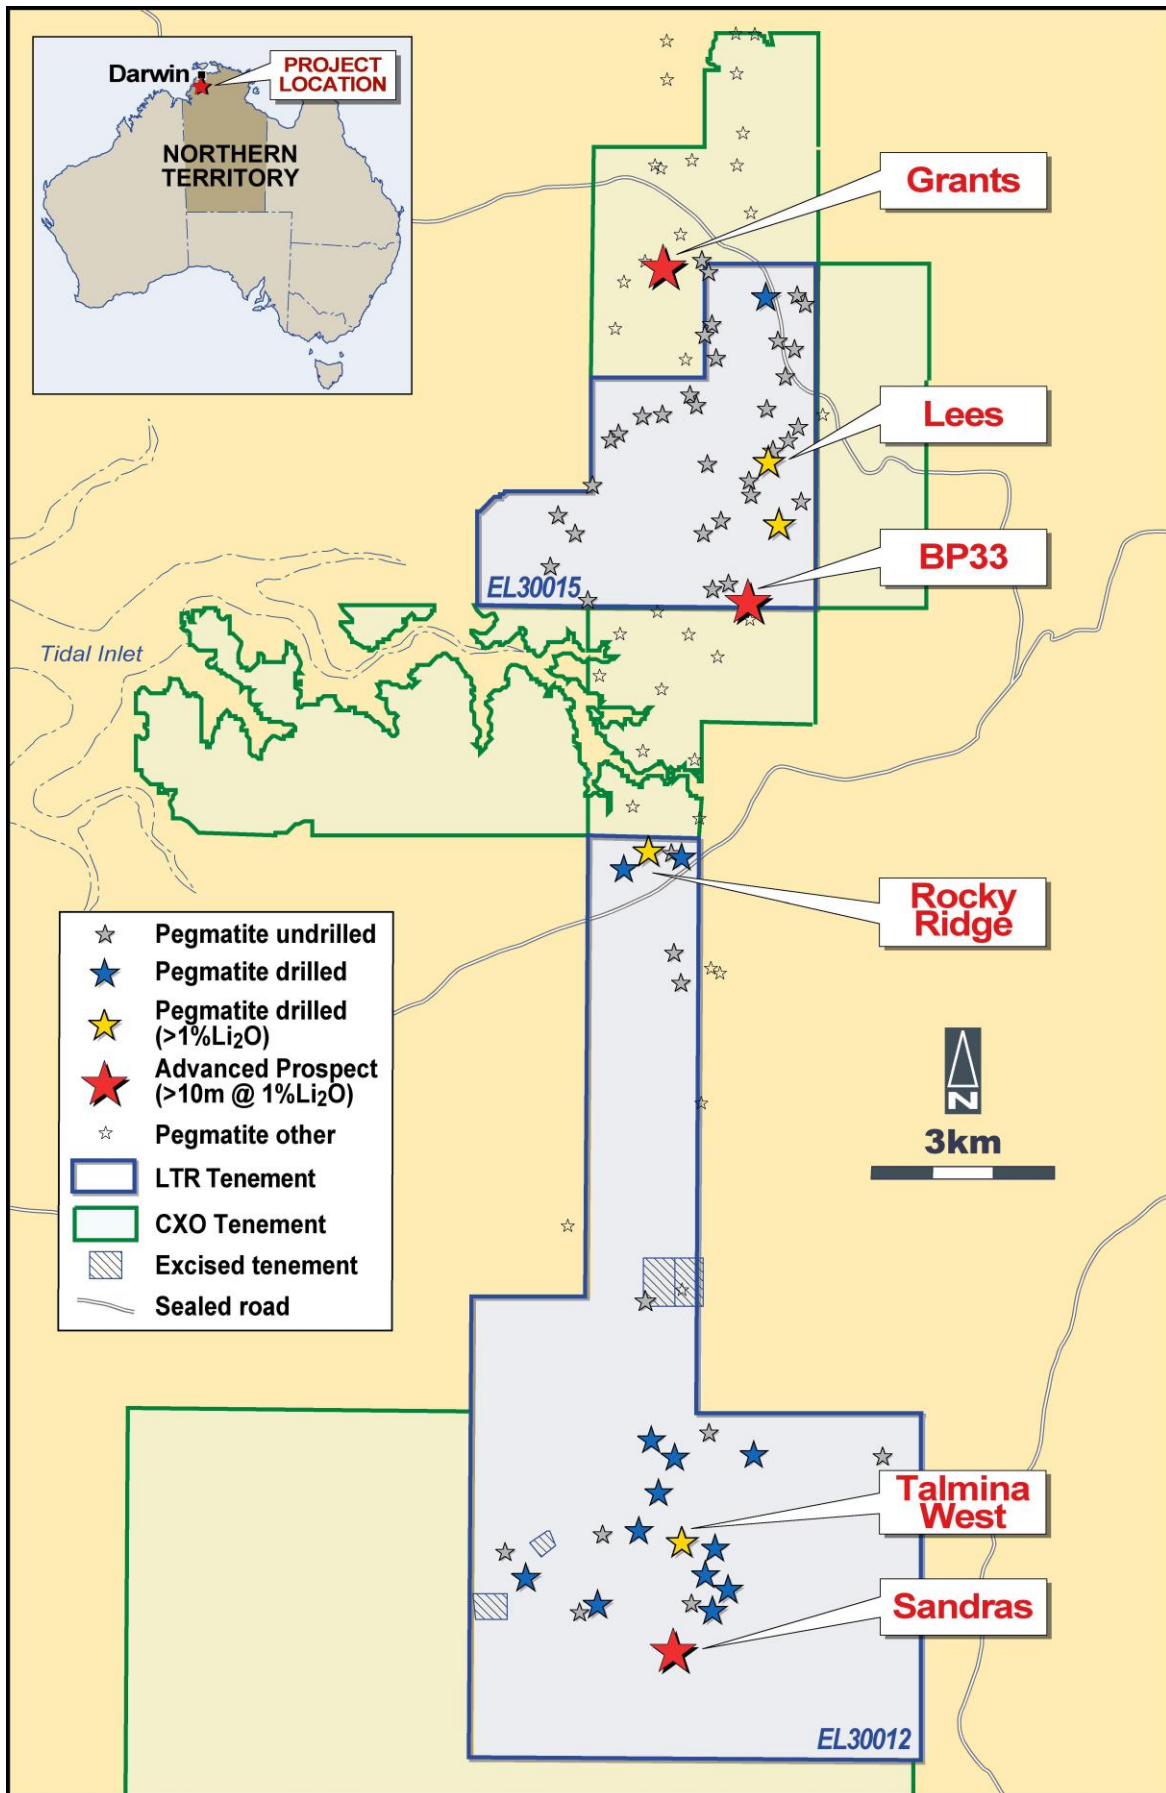 Darwin
PROJECT
LOCATION
NORTHERN
TERRITORY
Grants
Lees
BP33
EL30015
Tidal Inlet
Rocky
Ridge
Pegmatite undrilled
Pegmatite drilled
Pegmatite drilled
(>1%Li₂O)
Advanced Prospect
(>10m @ 1%Li₂O)
Pegmatite other
LTR Tenement
CXO Tenement
Excised tenement
Sealed road
N
3km
Talmina
West
Sandras
EL30012